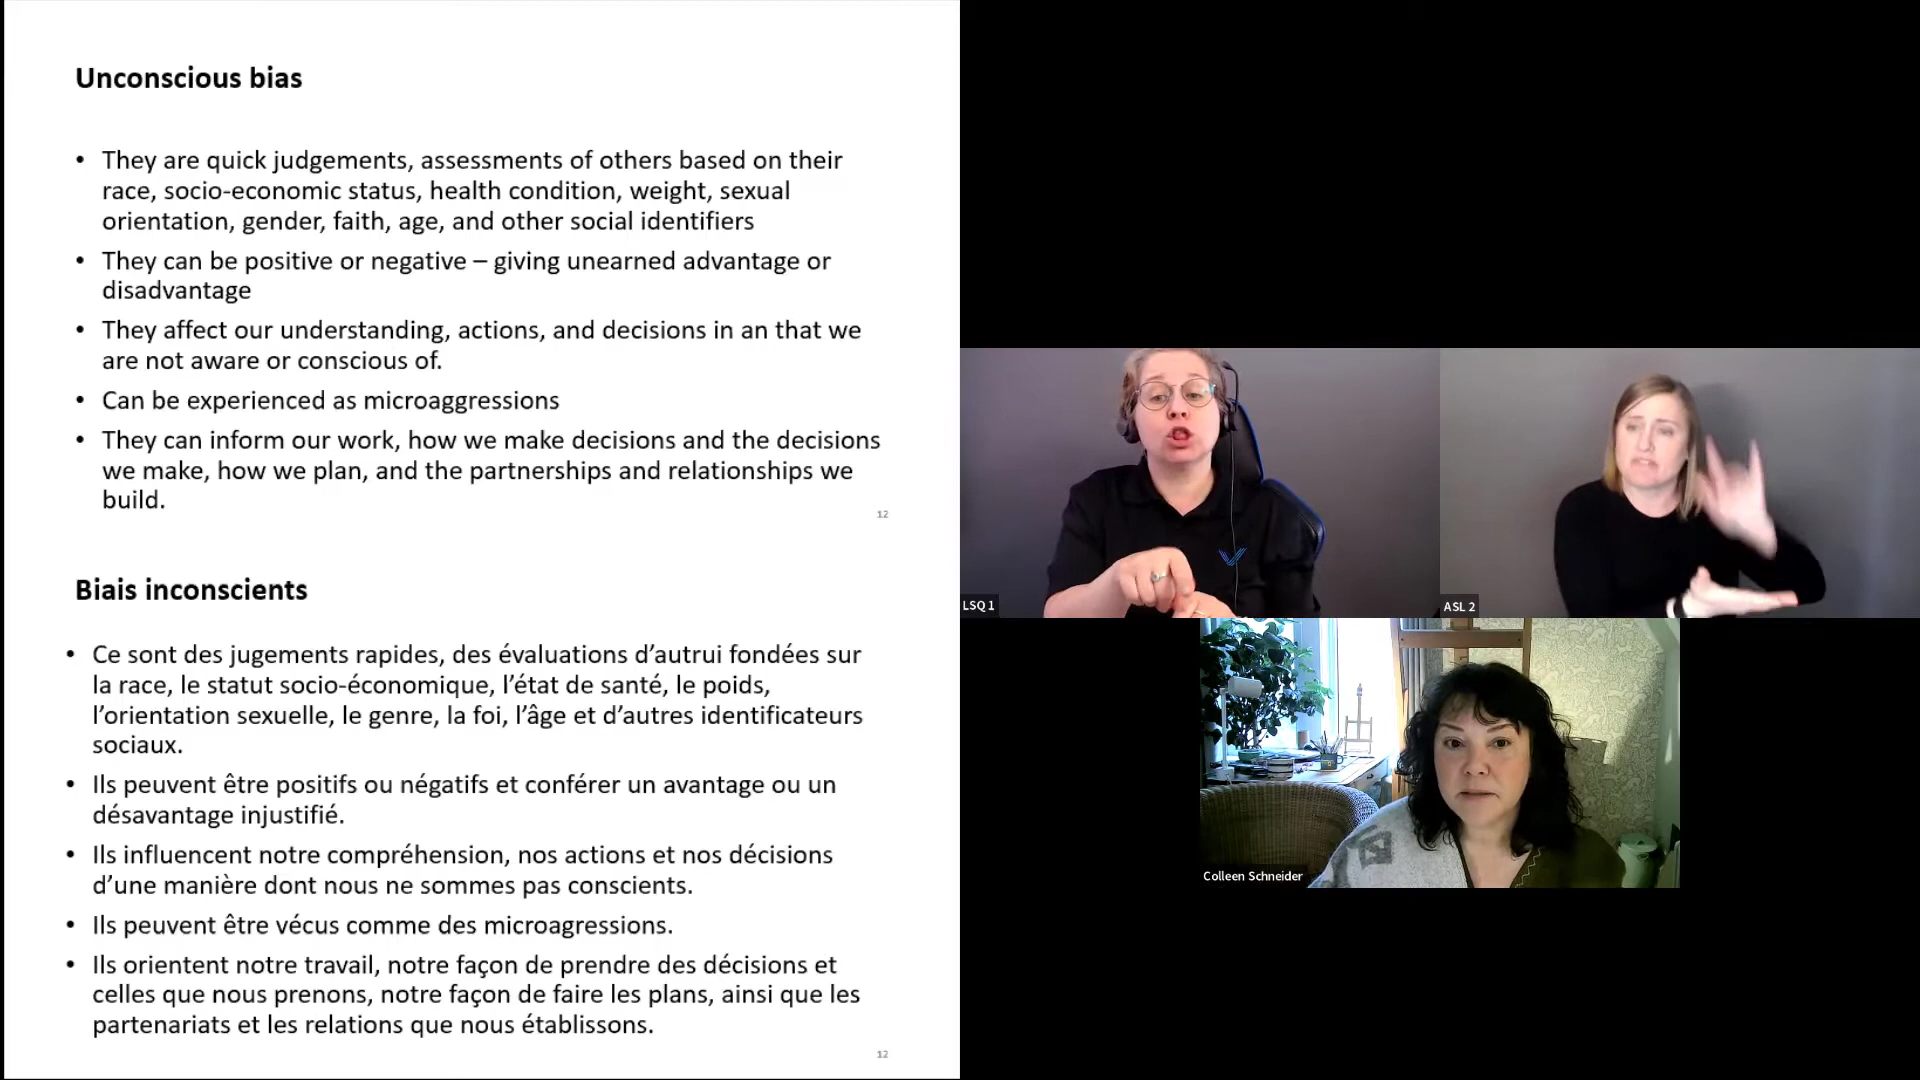 Unconscious bias
• They are quick judgements, assessments of others based on their
race, socio-economic status, health condition, weight, sexual
orientation, gender, faith, age, and other social identifiers
• They can be positive or negative – giving unearned advantage or
disadvantage
• They affect our understanding, actions, and decisions in an that we
are not aware or conscious of.
• Can be experienced as microaggressions
• They can inform our work, how we make decisions and the decisions
we make, how we plan, and the partnerships and relationships we
build.
12
Biais inconscients
• Ce sont des jugements rapides, des évaluations d’autrui fondées sur
la race, le statut socio-économique, l’état de santé, le poids,
l’orientation sexuelle, le genre, la foi, l’âge et d’autres identificateurs
sociaux.
• Ils peuvent être positifs ou négatifs et conférer un avantage ou un
désavantage injustifié.
• Ils influencent notre compréhension, nos actions et nos décisions
d’une manière dont nous ne sommes pas conscients.
• Ils peuvent être vécus comme des microagressions.
• Ils orientent notre travail, notre façon de prendre des décisions et
celles que nous prenons, notre façon de faire les plans, ainsi que les
partenariats et les relations que nous établissons.
12
LSQ 1
ASL 2
Colleen Schneider